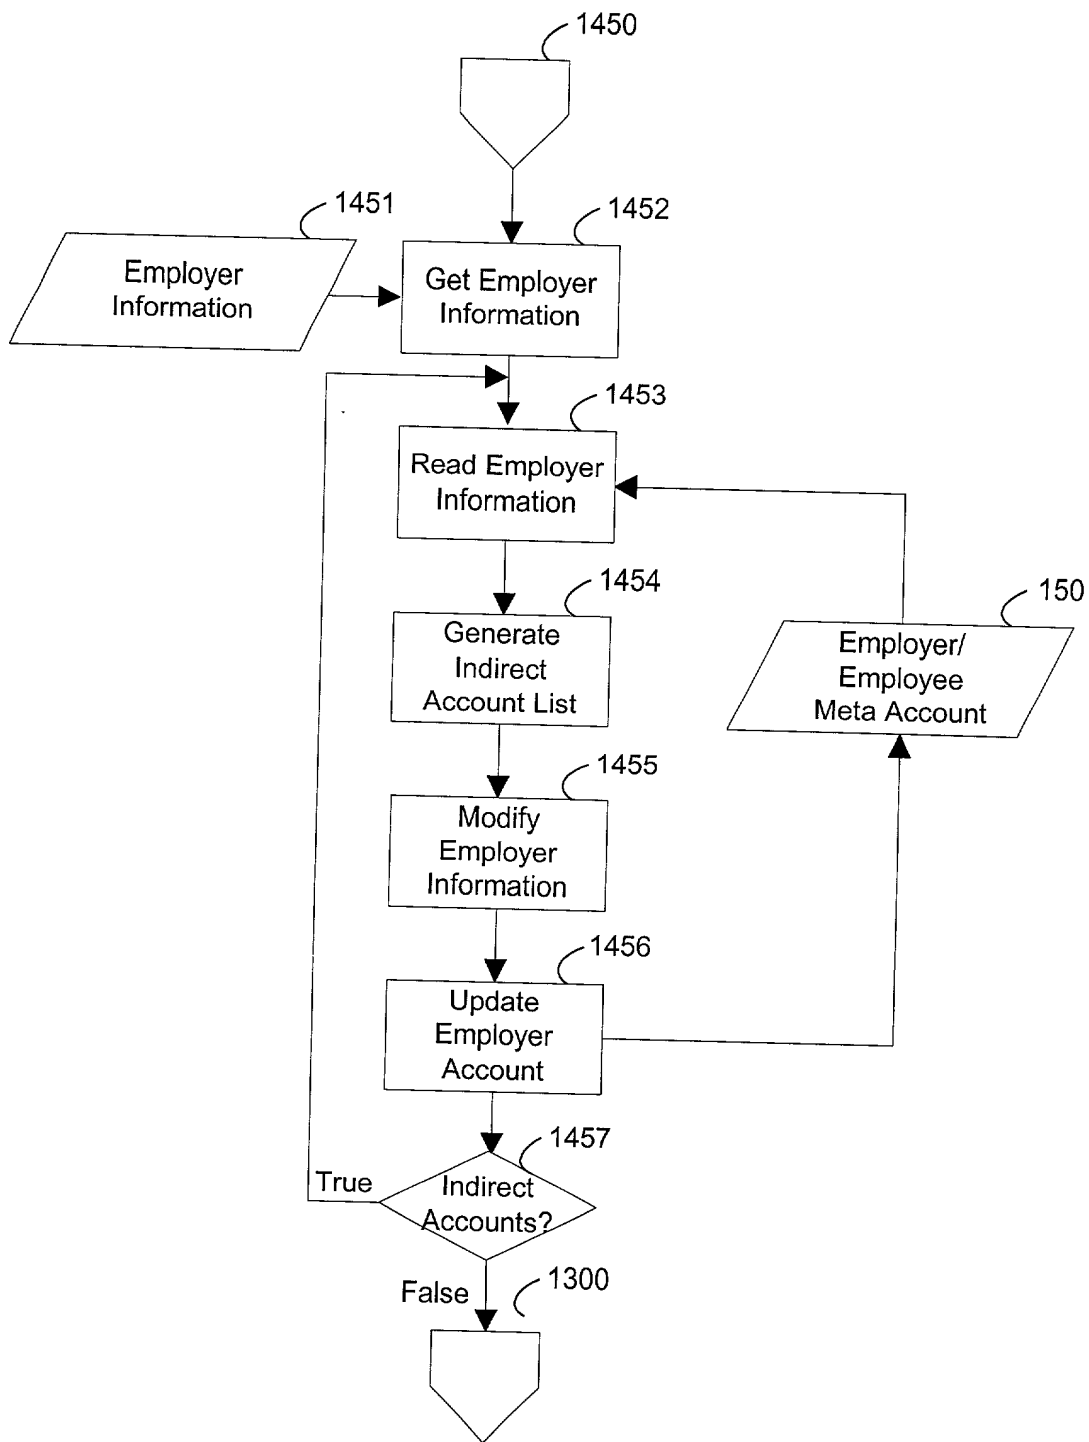 1450
1451
Employer
Information
1452
Get Employer
Information
1453
Read Employer
Information
1454
Generate
Indirect
Account List
150
Employer/
Employee
Meta Account
1455
Modify
Employer
Information
1456
Update
Employer
Account
1457
Indirect
Accounts?
True
False
1300